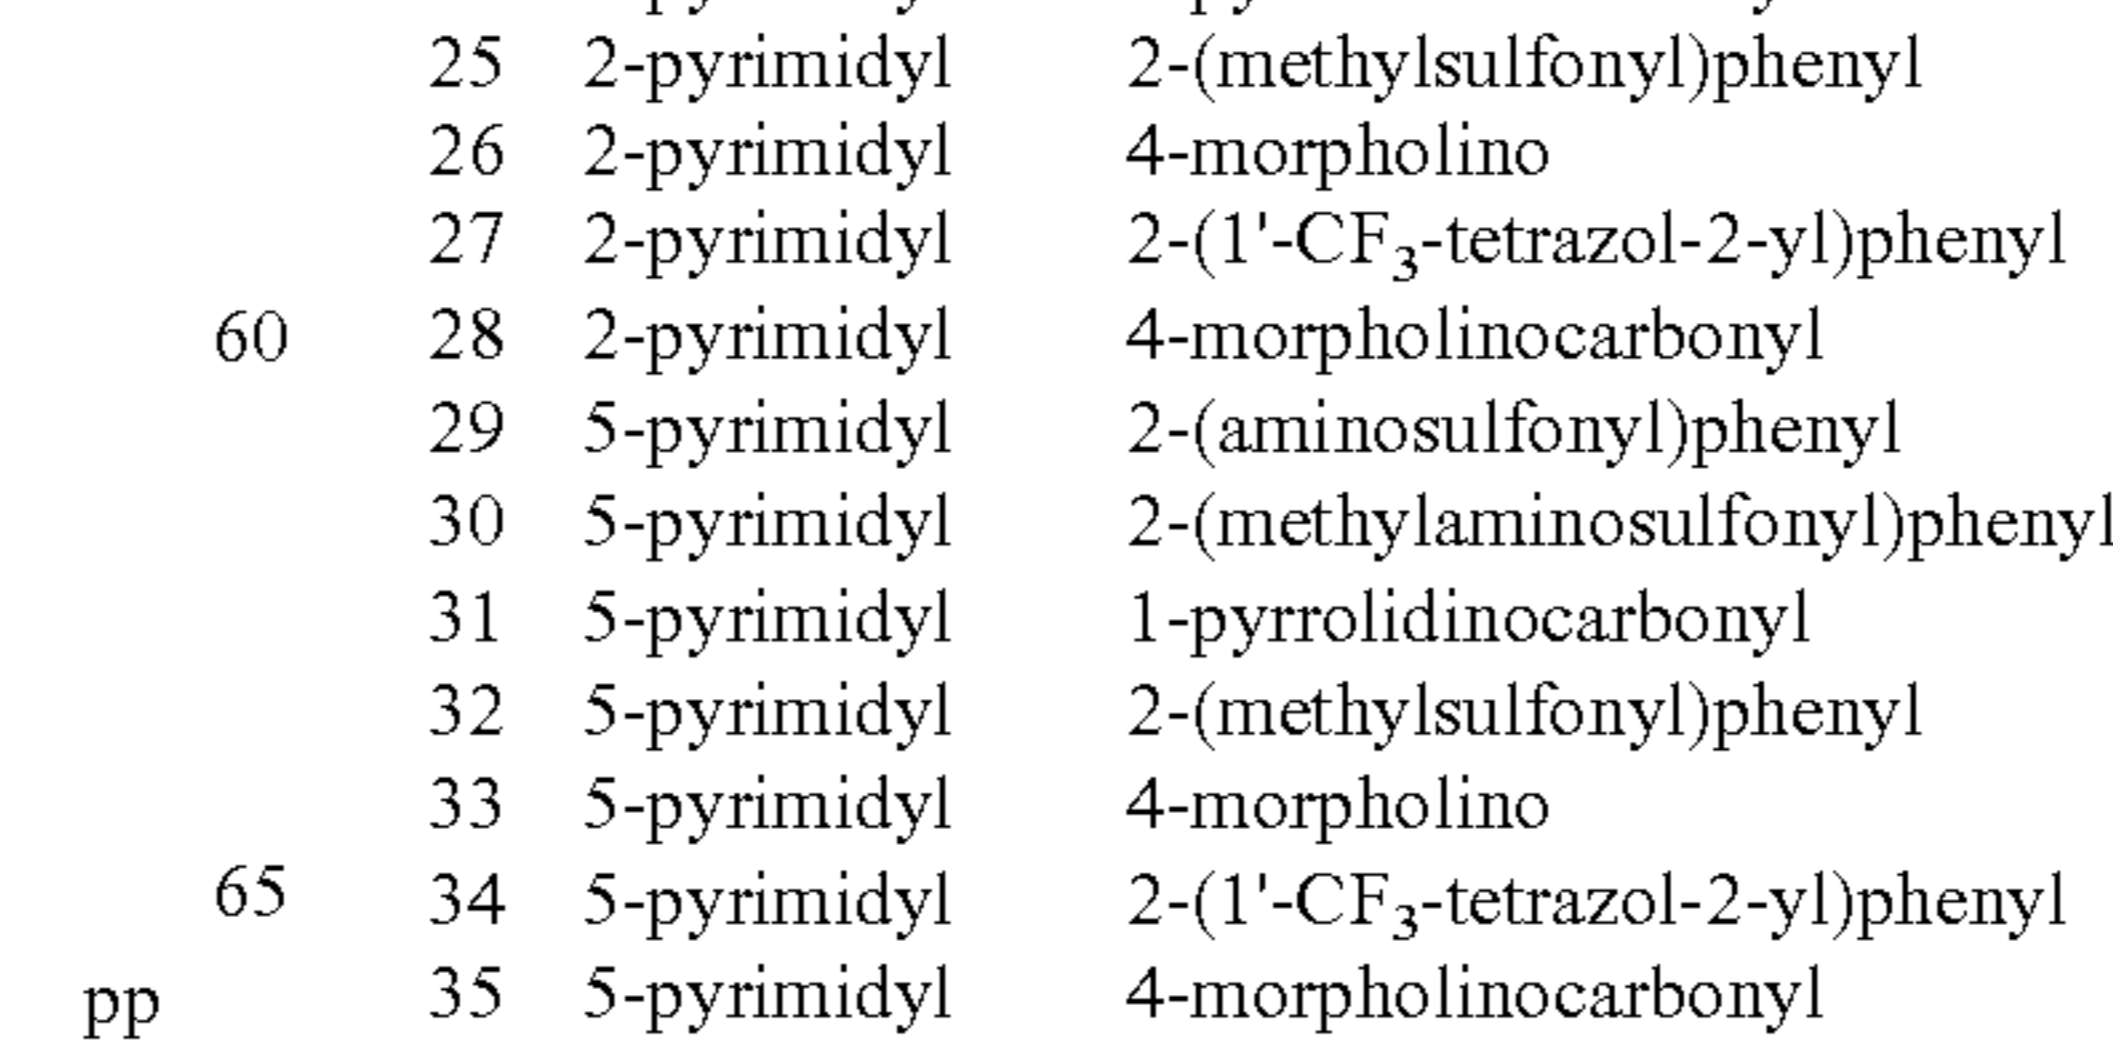 25 2-pyrimidyl 2-(methylsulfonyl)phenyl
26 2-pyrimidyl 4-morpholino
27 2-pyrimidyl 2-(1'-CF₃-tetrazol-2-yl)phenyl
60 28 2-pyrimidyl 4-morpholinocarbonyl
29 5-pyrimidyl 2-(aminosulfonyl)phenyl
30 5-pyrimidyl 2-(methylaminosulfonyl)phenyl
31 5-pyrimidyl 1-pyrrolidinocarbonyl
32 5-pyrimidyl 2-(methylsulfonyl)phenyl
33 5-pyrimidyl 4-morpholino
65 34 5-pyrimidyl 2-(1'-CF₃-tetrazol-2-yl)phenyl
pp 35 5-pyrimidyl 4-morpholinocarbonyl